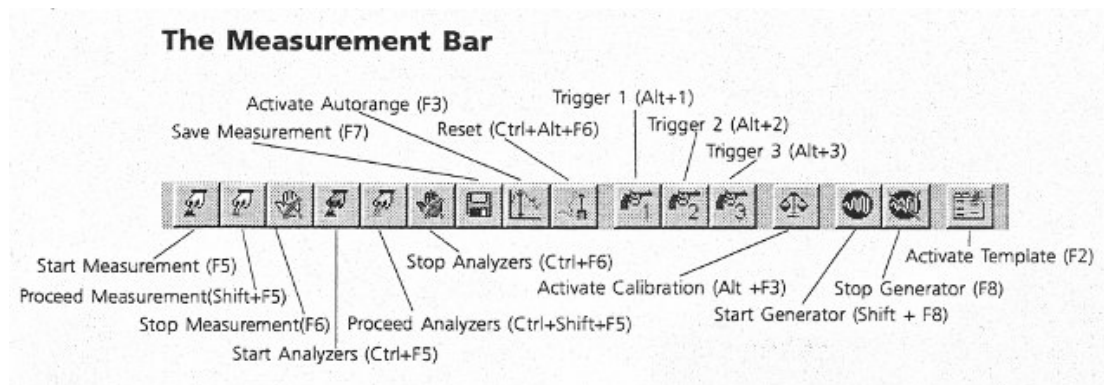 The Measurement Bar
Activate Autorange (F3)
Trigger 1 (Alt+1)
Save Measurement (F7)
Reset (Ctrl+Alt+F6)
Trigger 2 (Alt+2)
Trigger 3 (Alt+3)
1 2 3
Start Measurement (F5)
Stop Analyzers (Ctrl+F6)
Activate Template (F2)
Proceed Measurement(Shift+F5)
Activate Calibration (Alt +F3)
Stop Generator (F8)
Stop Measurement(F6)
Proceed Analyzers (Ctrl+Shift+F5)
Start Generator (Shift + F8)
Start Analyzers (Ctrl+F5)